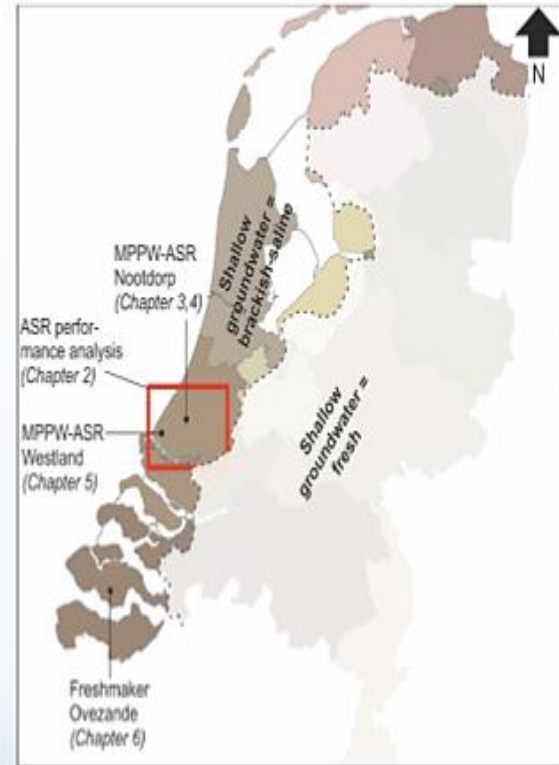 N
Shallow
groundwater =
brackish-saline
MPPW-ASR
Nootdorp
(Chapter 3,4)
ASR perfor-
mance analysis
(Chapter 2)
MPPW-ASR
Westland
(Chapter 5)
Shallow
groundwater =
fresh
Freshmaker
Ovezande
(Chapter 6)